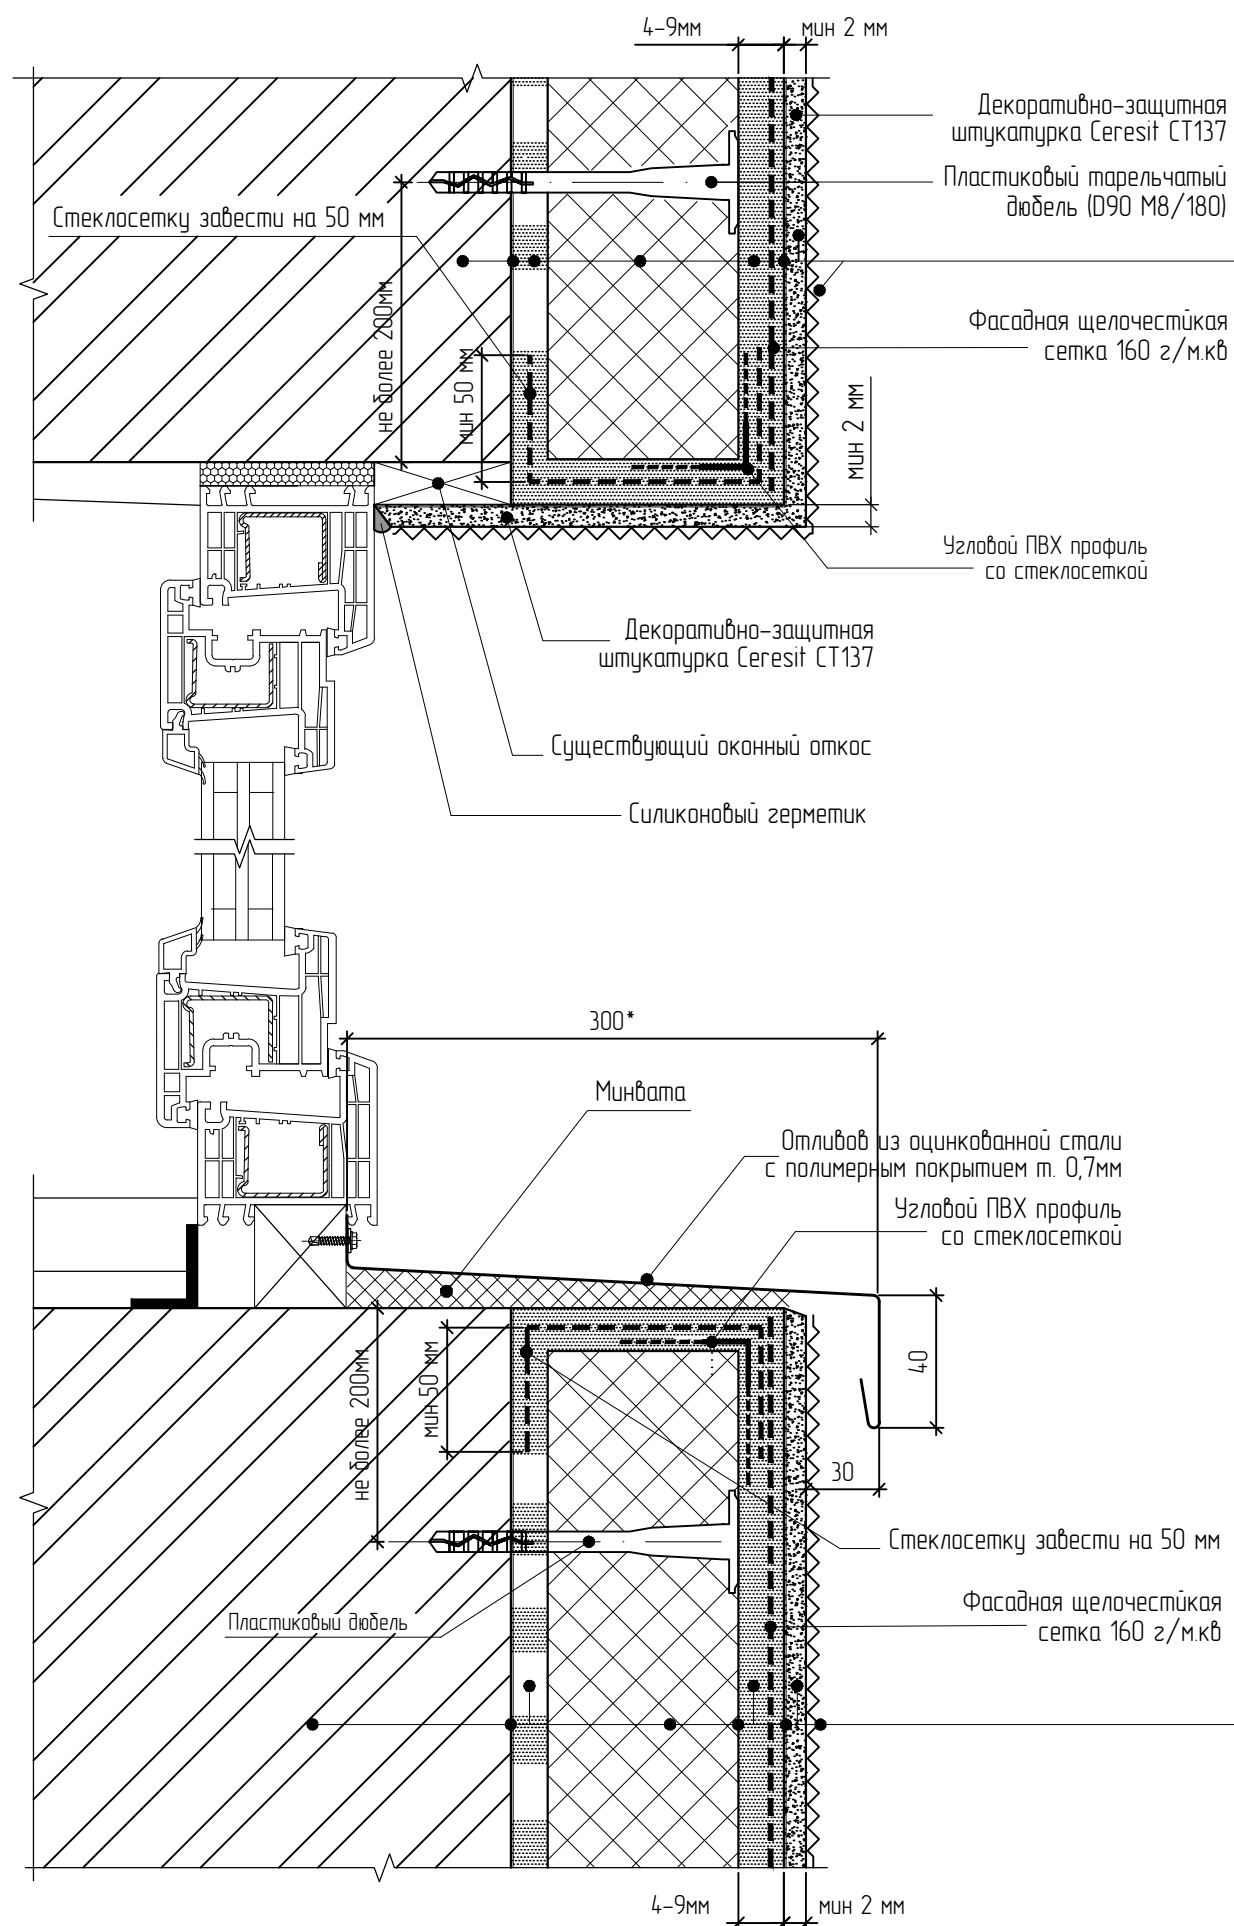 4-9мм
мин 2 мм
Декоративно-защитная
штукатурка Ceresit CT137
Пластиковый тарельчатый
дюбель (D90 М8/180)
Стеклосетку завести на 50 мм
не более 200мм
мин 50 мм
Фасадная щелочестйкая
сетка 160 г/м.кв
мин 2 мм
Угловой ПВХ профиль
со стеклосеткой
Декоративно-защитная
штукатурка Ceresit CT137
Существующий оконный откос
Силиконовый герметик
300*
Минвата
Отливов из оцинкованной стали
с полимерным покрытием т. 0,7мм
Угловой ПВХ профиль
со стеклосеткой
40
30
не более 200мм
мин 50 мм
Стеклосетку завести на 50 мм
Фасадная щелочестйкая
сетка 160 г/м.кв
Пластиковый дюбель
4-9мм
мин 2 мм